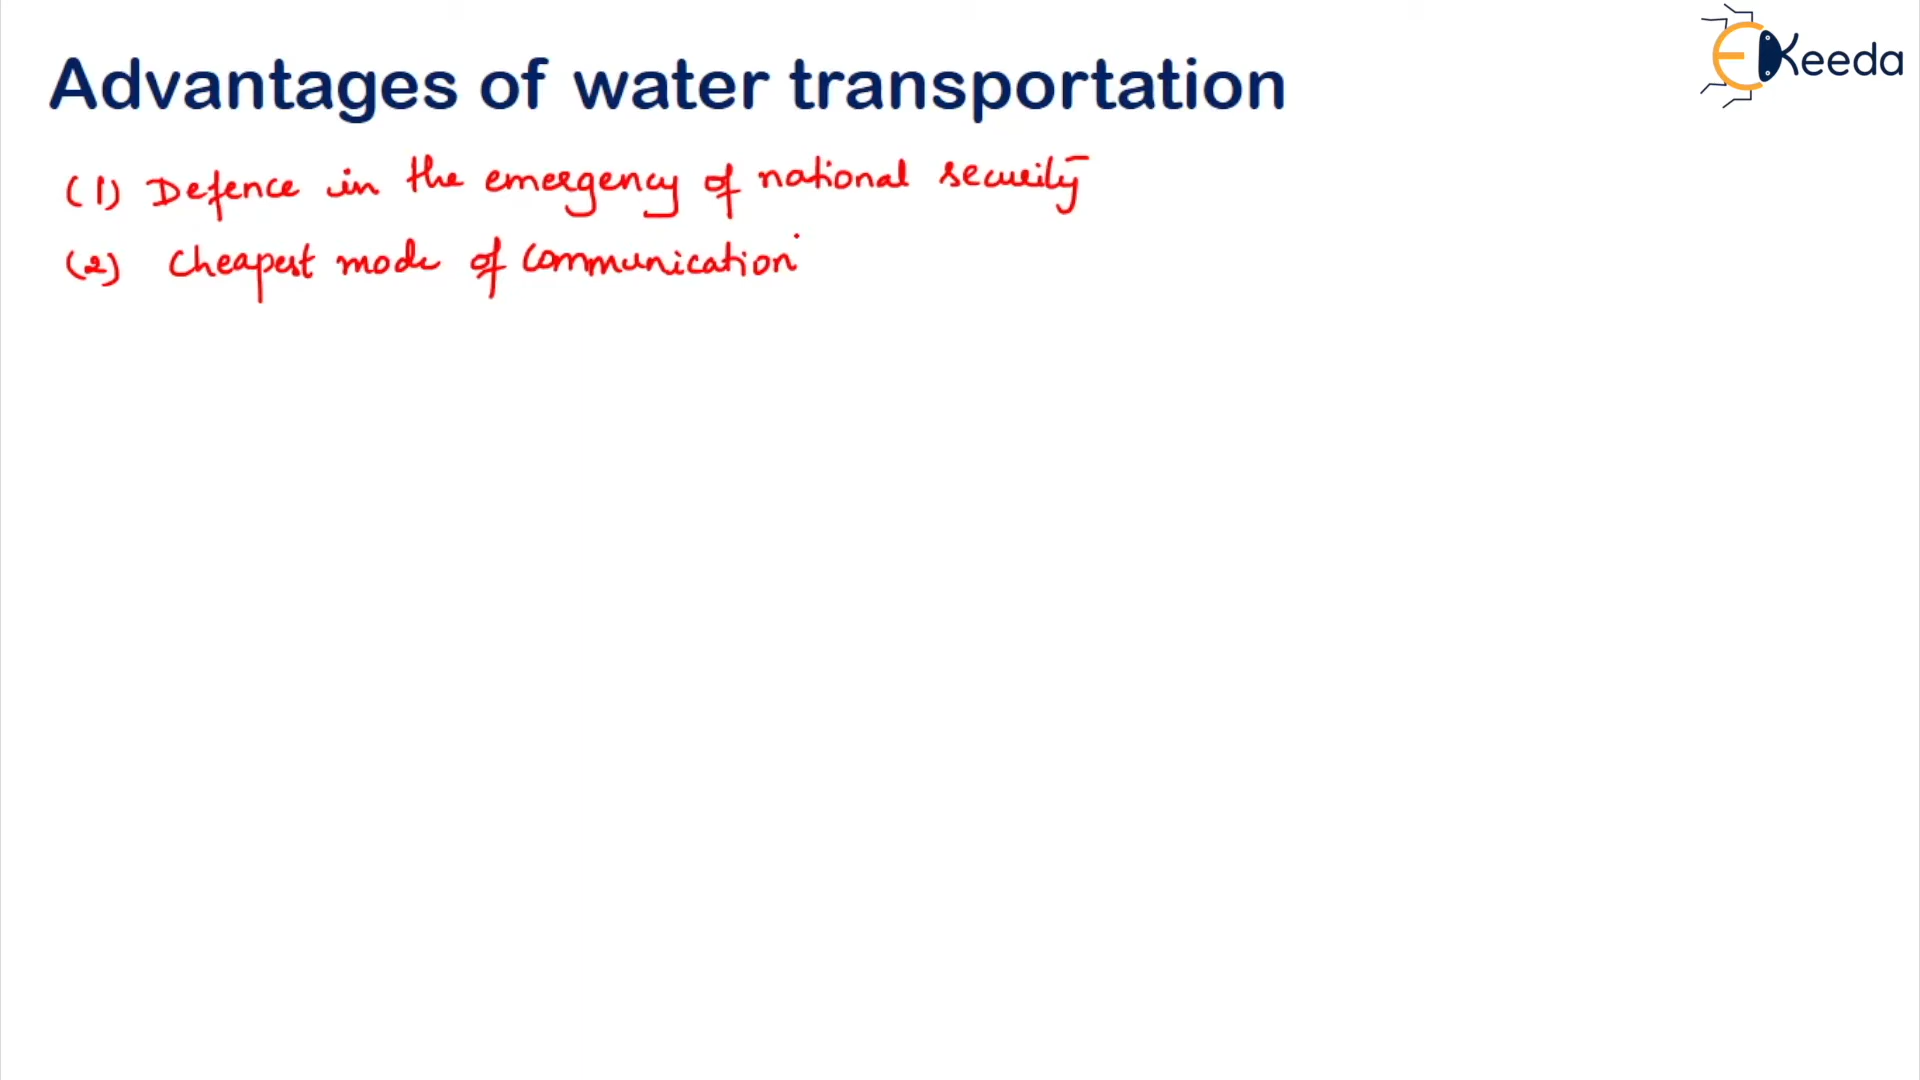 EKeeda
Advantages of water transportation
(1) Defence in the emergency of national security
(2) Cheapest mode of communication